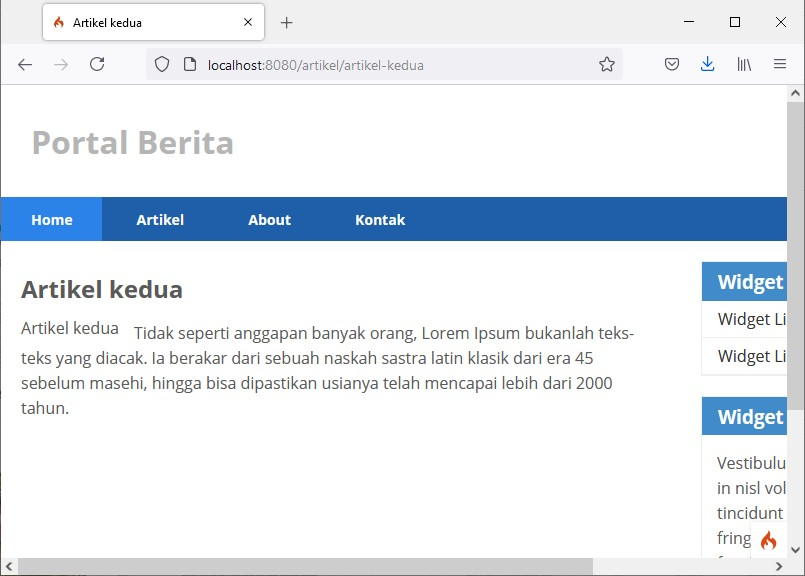 Artikel kedua
localhost:8080/artikel/artikel-kedua
Portal Berita
Home Artikel About Kontak
Artikel kedua
Artikel kedua Tidak seperti anggapan banyak orang, Lorem Ipsum bukanlah teks-
teks yang diacak. Ia berakar dari sebuah naskah sastra latin klasik dari era 45
sebelum masehi, hingga bisa dipastikan usianya telah mencapai lebih dari 2000
tahun.
Widget
Widget Li
Widget Li
Widget
Vestibulu
in nisl vol
tincidunt
fring